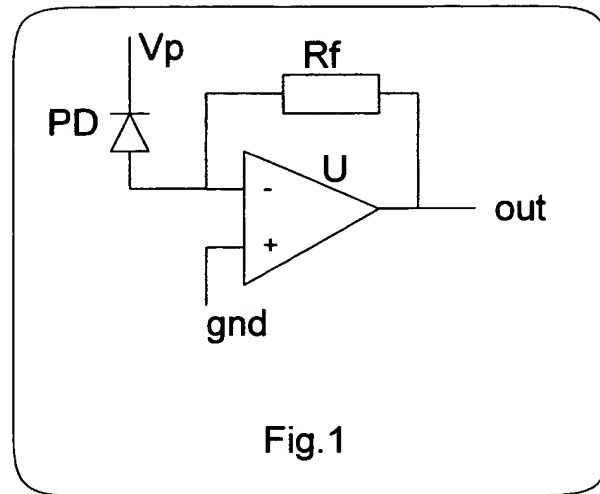 Vp
Rf
PD
U
-
out
+
gnd
Fig.1